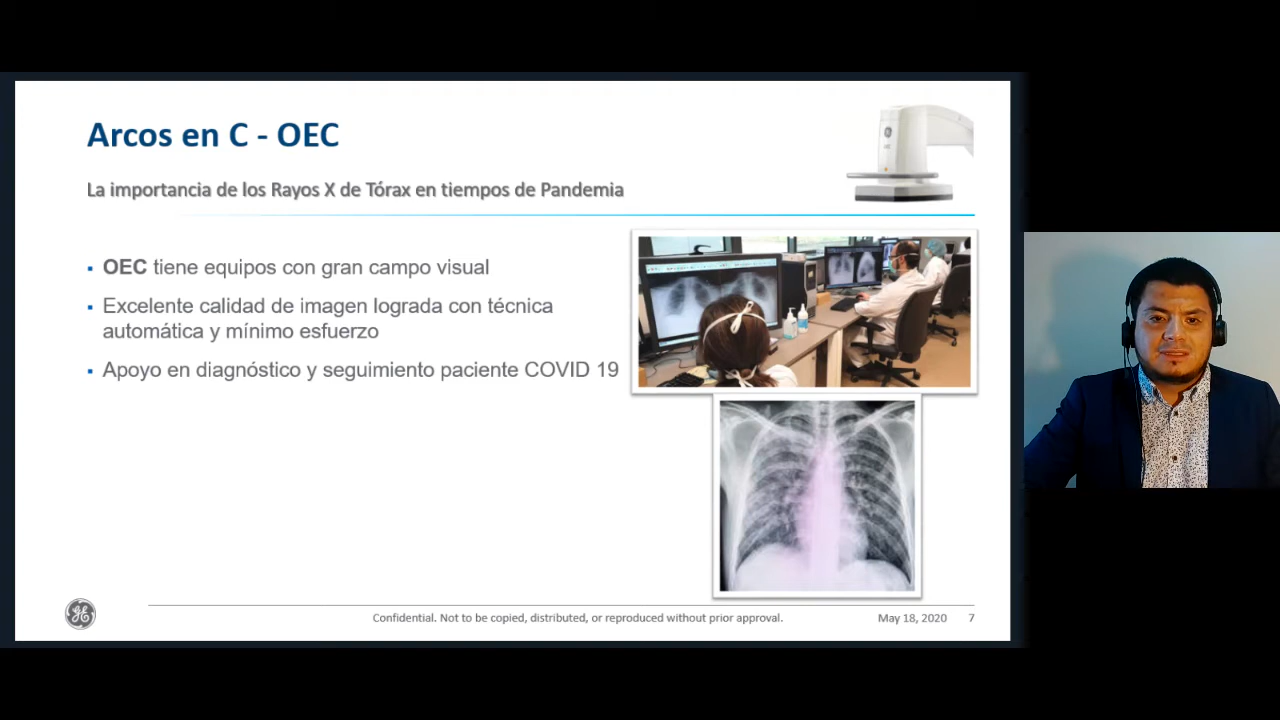 Arcos en C - OEC
La importancia de los Rayos X de Tórax en tiempos de Pandemia
▪ OEC tiene equipos con gran campo visual
▪ Excelente calidad de imagen lograda con técnica
automática y mínimo esfuerzo
▪ Apoyo en diagnóstico y seguimiento paciente COVID 19
GE
Confidential. Not to be copied, distributed, or reproduced without prior approval.
May 18, 2020 7